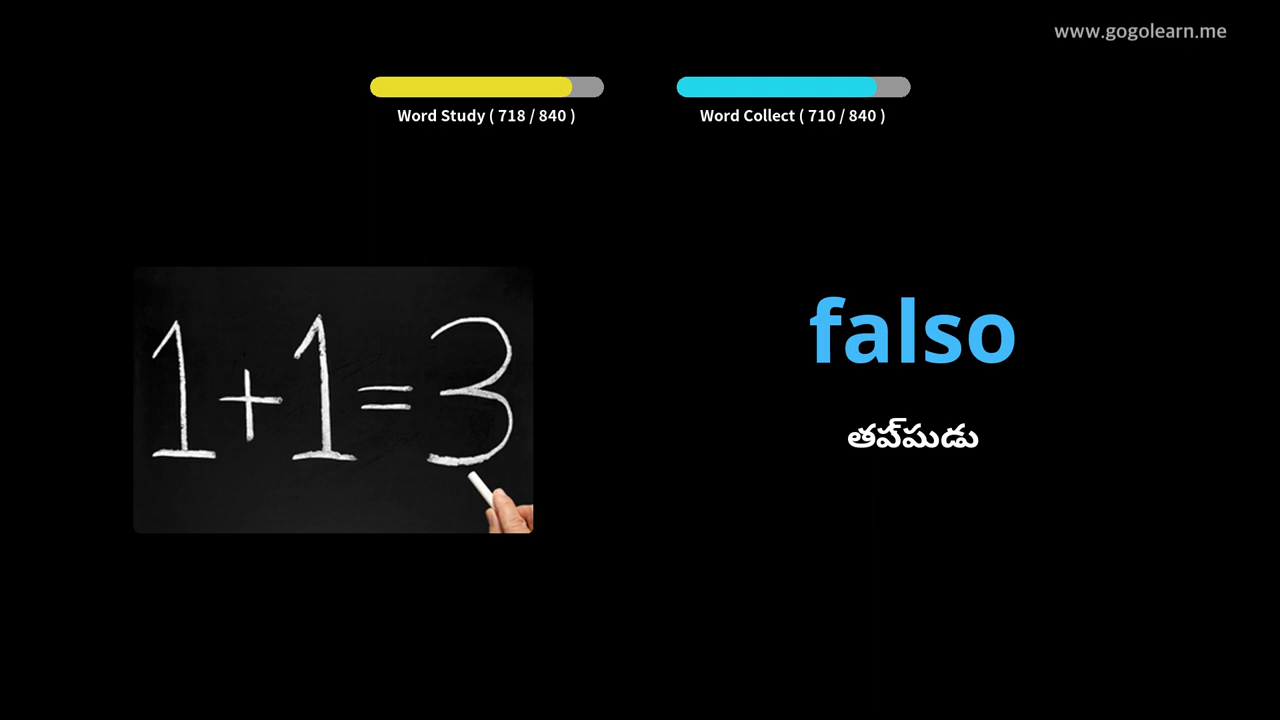 www.gogolearn.me
Word Study ( 718 / 840 )
Word Collect ( 710 / 840 )
1+1=3
falso
తప్పుడు